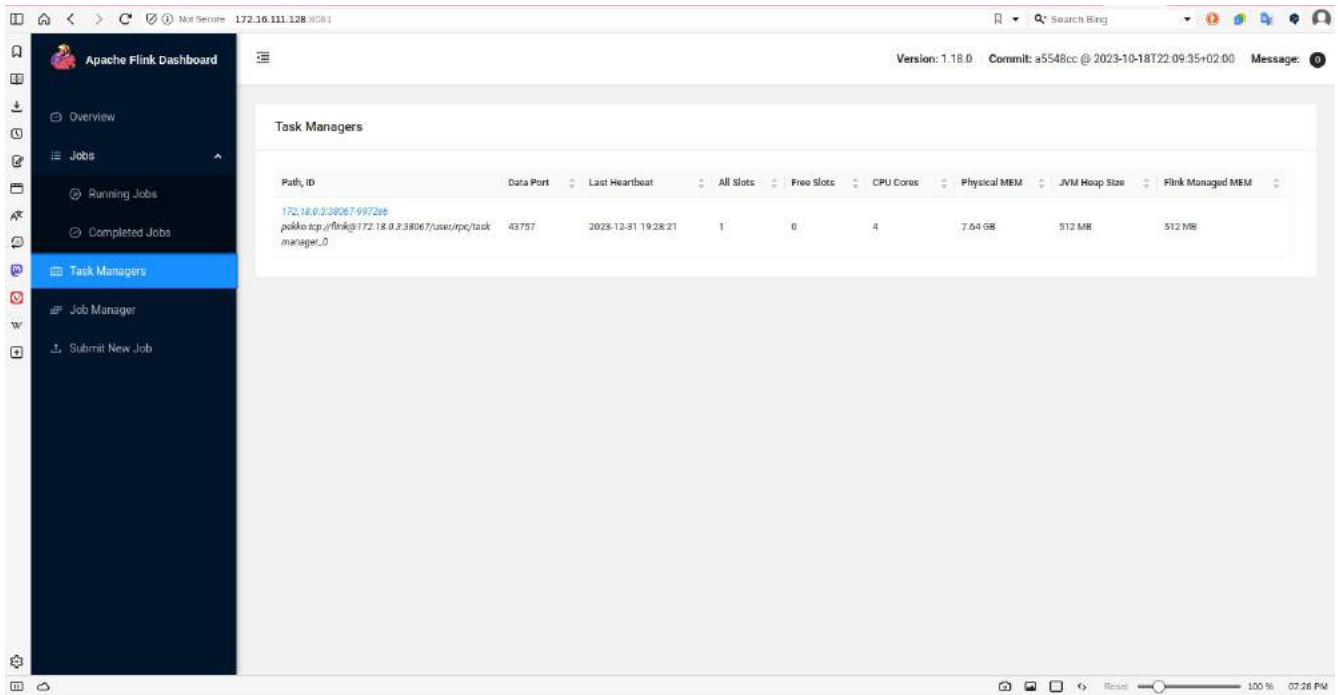 Not Secure 172.16.111.128:8081
Search Bing
Apache Flink Dashboard
Version: 1.18.0 Commit: a5548cc @ 2023-10-18T22:09:35+02:00 Message: 0
Overview
Jobs
Running Jobs
Completed Jobs
Task Managers
Job Manager
Submit New Job
Task Managers
Path, ID Data Port Last Heartbeat All Slots Free Slots CPU Cores Physical MEM JVM Heap Size Flink Managed MEM
172.18.0.3:38067-997266
pekko.tcp://flink@172.18.0.3:38067/user/rpc/task 43757 2023-12-31 19:28:21 1 0 4 7.64 GB 512 MB 512 MB
manager_0
Reset 100 % 07:28 PM